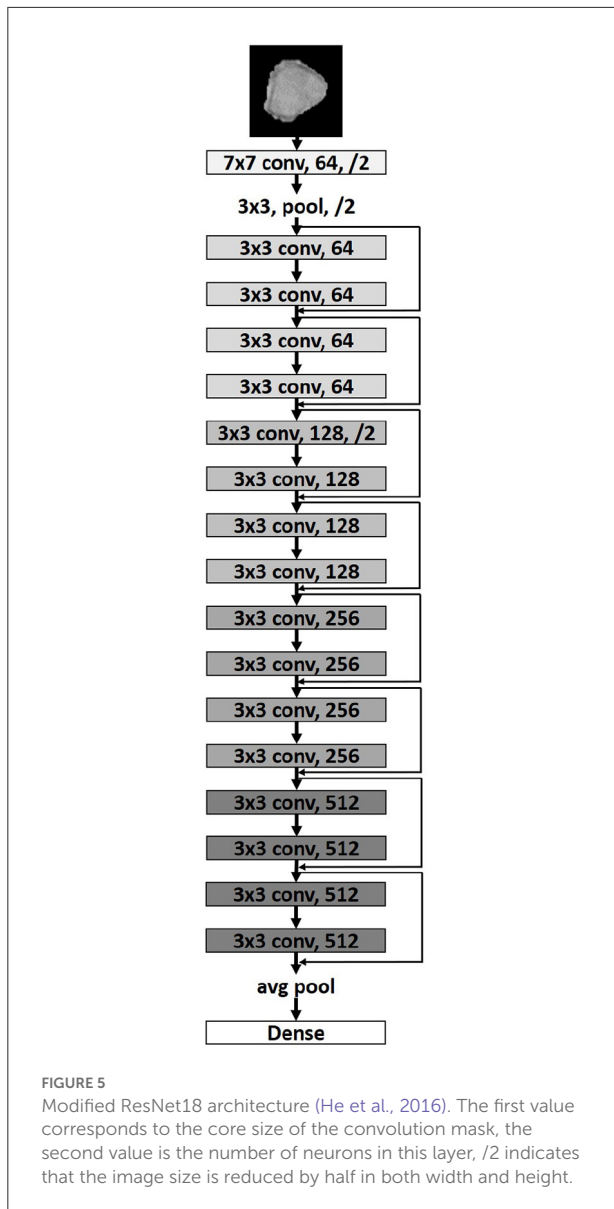 7x7 conv, 64, /2
3x3, pool, /2
3x3 conv, 64
3x3 conv, 64
3x3 conv, 64
3x3 conv, 64
3x3 conv, 128, /2
3x3 conv, 128
3x3 conv, 128
3x3 conv, 128
3x3 conv, 256
3x3 conv, 256
3x3 conv, 256
3x3 conv, 256
3x3 conv, 512
3x3 conv, 512
3x3 conv, 512
3x3 conv, 512
avg pool
Dense
FIGURE 5
Modified ResNet18 architecture (He et al., 2016). The first value
corresponds to the core size of the convolution mask, the
second value is the number of neurons in this layer, /2 indicates
that the image size is reduced by half in both width and height.